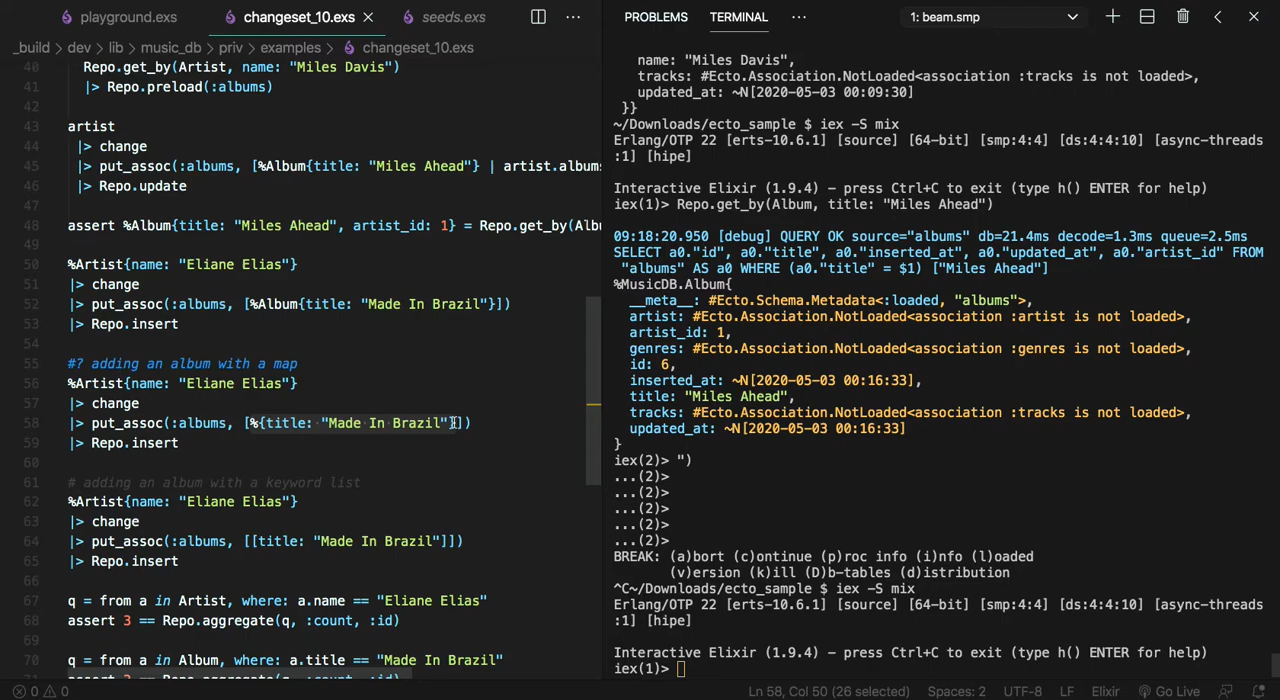 playground.exs changeset_10.exs seeds.exs
_build > dev > lib > music_db > priv > examples > changeset_10.exs
40 Repo.get_by(Artist, name: "Miles Davis")
41 |> Repo.preload(:albums)
42
43 artist
44 |> change
45 |> put_assoc(:albums, [%Album{title: "Miles Ahead"} | artist.albums
46 |> Repo.update
47
48 assert %Album{title: "Miles Ahead", artist_id: 1} = Repo.get_by(Alb
49
50 %Artist{name: "Eliane Elias"}
51 |> change
52 |> put_assoc(:albums, [%Album{title: "Made In Brazil"}])
53 |> Repo.insert
54
55 #? adding an album with a map
56 %Artist{name: "Eliane Elias"}
57 |> change
58 |> put_assoc(:albums, [%{title: "Made In Brazil"}])
59 |> Repo.insert
60
61 # adding an album with a keyword list
62 %Artist{name: "Eliane Elias"}
63 |> change
64 |> put_assoc(:albums, [[title: "Made In Brazil"]])
65 |> Repo.insert
66
67 q = from a in Artist, where: a.name == "Eliane Elias"
68 assert 3 == Repo.aggregate(q, :count, :id)
69
70 q = from a in Album, where: a.title == "Made In Brazil"
PROBLEMS TERMINAL ··· 1: beam.smp
name: "Miles Davis",
tracks: #Ecto.Association.NotLoaded<association :tracks is not loaded>,
updated_at: ~N[2020-05-03 00:09:30]
}}
~/Downloads/ecto_sample $ iex -S mix
Erlang/OTP 22 [erts-10.6.1] [source] [64-bit] [smp:4:4] [ds:4:4:10] [async-threads
:1] [hipe]
Interactive Elixir (1.9.4) - press Ctrl+C to exit (type h() ENTER for help)
iex(1)> Repo.get_by(Album, title: "Miles Ahead")
09:18:20.950 [debug] QUERY OK source="albums" db=21.4ms decode=1.3ms queue=2.5ms
SELECT a0."id", a0."title", a0."inserted_at", a0."updated_at", a0."artist_id" FROM
"albums" AS a0 WHERE (a0."title" = $1) ["Miles Ahead"]
%MusicDB.Album{
__meta__: #Ecto.Schema.Metadata<:loaded, "albums">,
artist: #Ecto.Association.NotLoaded<association :artist is not loaded>,
artist_id: 1,
genres: #Ecto.Association.NotLoaded<association :genres is not loaded>,
id: 6,
inserted_at: ~N[2020-05-03 00:16:33],
title: "Miles Ahead",
tracks: #Ecto.Association.NotLoaded<association :tracks is not loaded>,
updated_at: ~N[2020-05-03 00:16:33]
}
iex(2)> ")
...(2)>
...(2)>
...(2)>
...(2)>
...(2)>
BREAK: (a)bort (c)ontinue (p)roc info (i)nfo (l)oaded
(v)ersion (k)ill (D)b-tables (d)istribution
^C~/Downloads/ecto_sample $ iex -S mix
Erlang/OTP 22 [erts-10.6.1] [source] [64-bit] [smp:4:4] [ds:4:4:10] [async-threads
:1] [hipe]
Interactive Elixir (1.9.4) - press Ctrl+C to exit (type h() ENTER for help)
iex(1)>
0 0 Ln 58, Col 50 (26 selected) Spaces: 2 UTF-8 LF Elixir Go Live